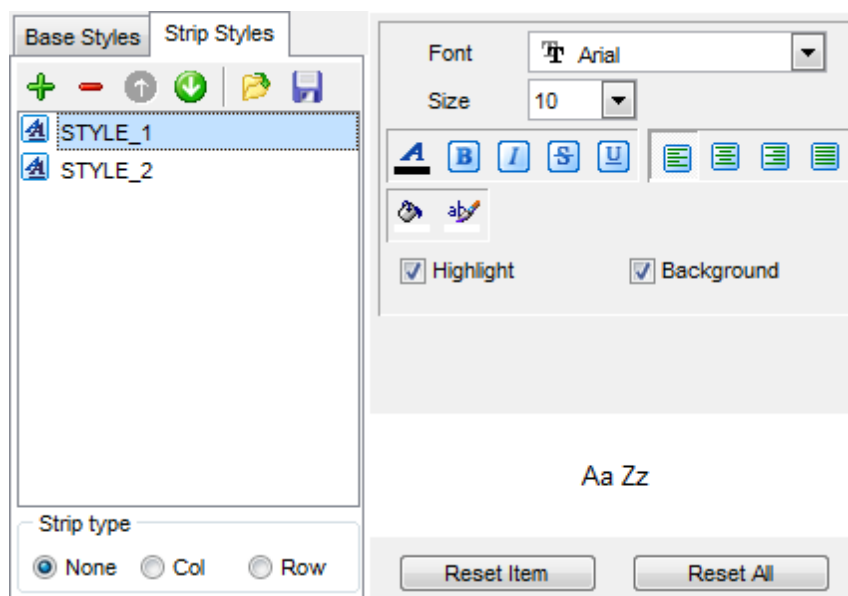 Base Styles
Strip Styles
STYLE_1
STYLE_2
Strip type
None
Col
Row
Font
Arial
Size
10
A B I S U
ab
Highlight
Background
Aa Zz
Reset Item
Reset All